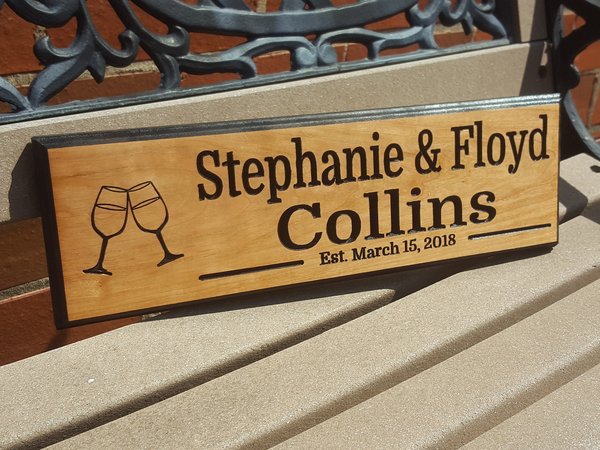 Stephanie & Floyd
Collins
Est. March 15, 2018